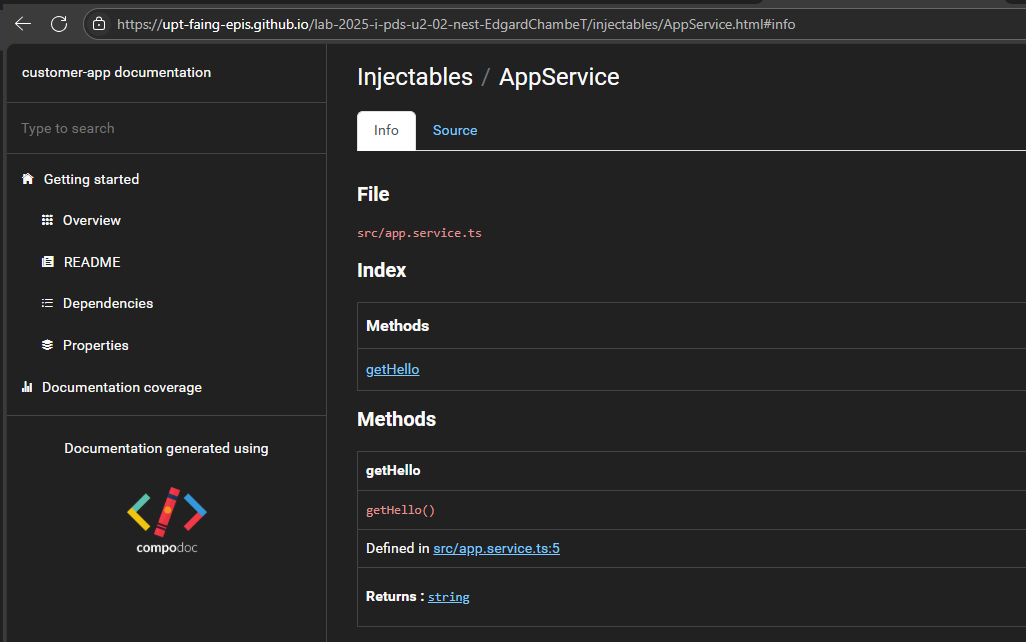 https://upt-faing-epis.github.io/lab-2025-i-pds-u2-02-nest-EdgardChambeT/injectables/AppService.html#info
customer-app documentation
Type to search
Getting started
Overview
README
Dependencies
Properties
Documentation coverage
Documentation generated using
compodoc
Injectables / AppService
Info Source
File
src/app.service.ts
Index
Methods
getHello
Methods
getHello
getHello()
Defined in src/app.service.ts:5
Returns : string